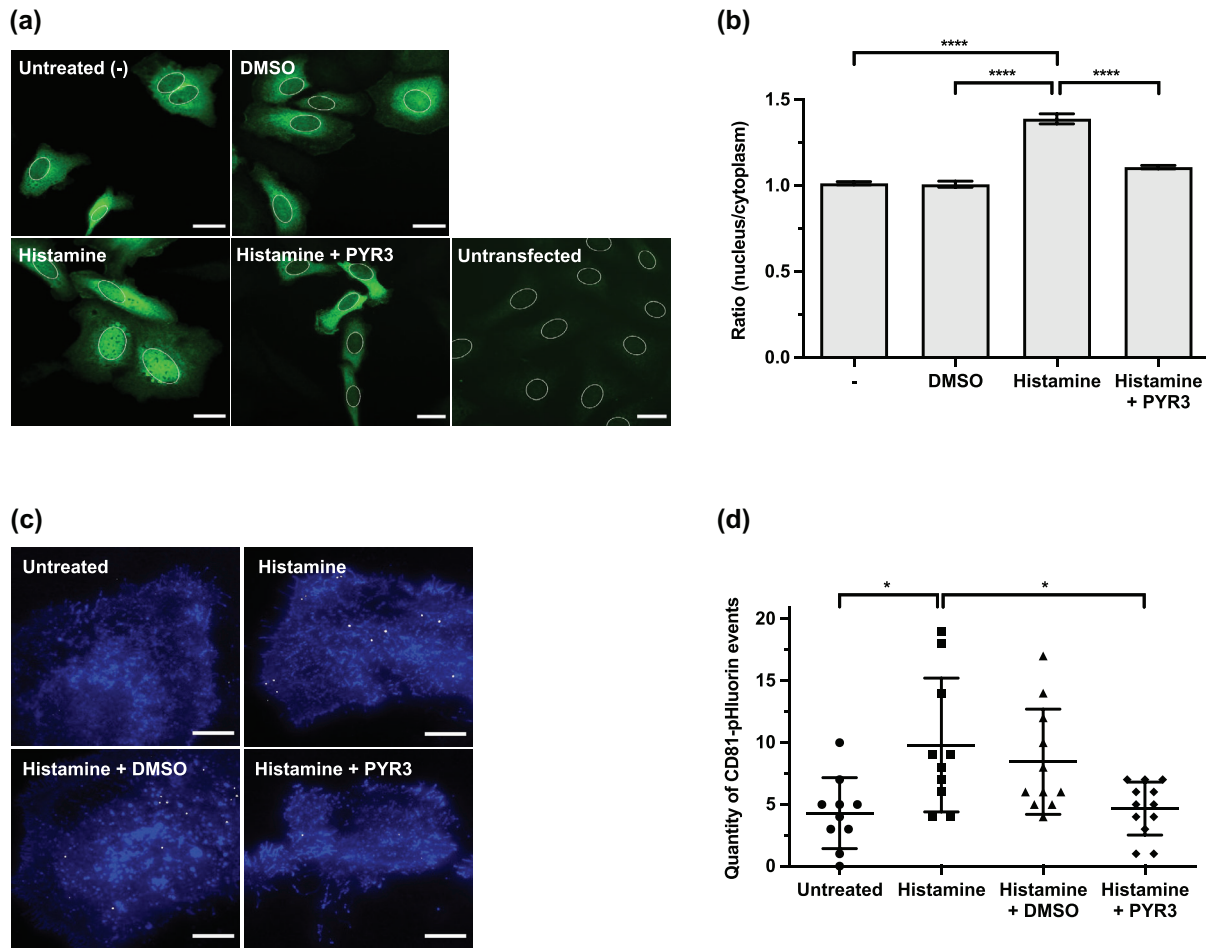 (a)
Untreated (-)
DMSO
Histamine
Histamine + PYR3
Untransfected
(b)
****
**** ****
Ratio (nucleus/cytoplasm)
1.5
1.0
1.0
0.0
-
DMSO
Histamine
Histamine
+ PYR3
(c)
Untreated
Histamine
Histamine + DMSO
Histamine + PYR3
(d)
* *
Quantity of CD81-pHluorin events
20
15
10
5
0
Untreated
Histamine
Histamine
+ DMSO
Histamine
+ PYR3